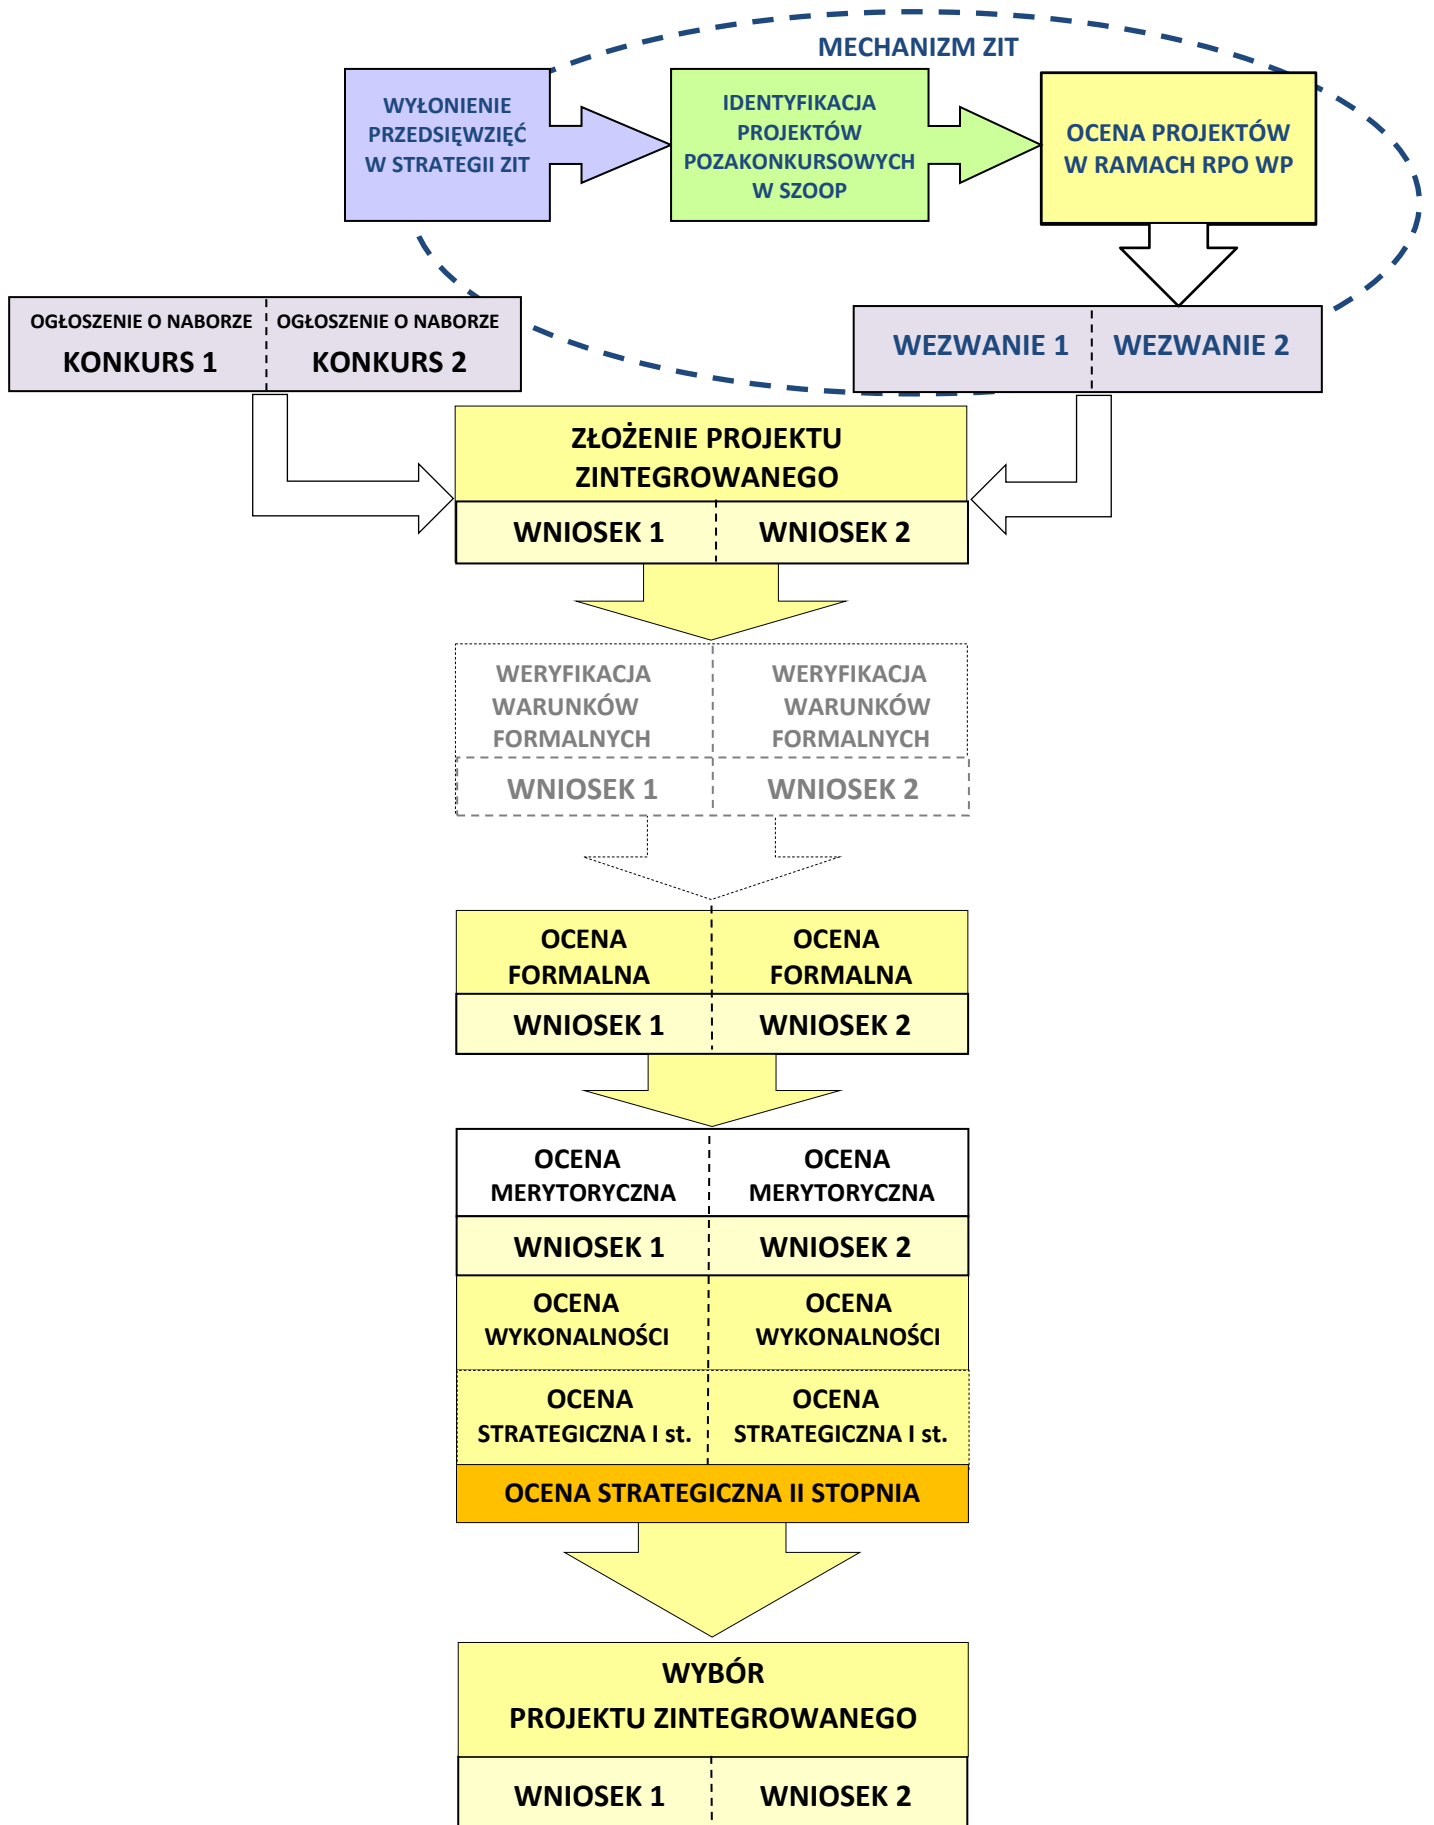 MECHANIZM ZIT
WYŁONIENIE
PRZEDSIĘWZIĘĆ
W STRATEGII ZIT
IDENTYFIKACJA
PROJEKTÓW
POZAKONKURSOWYCH
W SZOOP
OCENA PROJEKTÓW
W RAMACH RPO WP
OGŁOSZENIE O NABORZE
KONKURS 1
OGŁOSZENIE O NABORZE
KONKURS 2
WEZWANIE 1
WEZWANIE 2
ZŁOŻENIE PROJEKTU
ZINTEGROWANEGO
WNIOSEK 1
WNIOSEK 2
WERYFIKACJA
WARUNKÓW
FORMALNYCH
WNIOSEK 1
WERYFIKACJA
WARUNKÓW
FORMALNYCH
WNIOSEK 2
OCENA
FORMALNA
WNIOSEK 1
OCENA
FORMALNA
WNIOSEK 2
OCENA
MERYTORYCZNA
WNIOSEK 1
OCENA
MERYTORYCZNA
WNIOSEK 2
OCENA
WYKONALNOŚCI
OCENA
WYKONALNOŚCI
OCENA
STRATEGICZNA I st.
OCENA
STRATEGICZNA I st.
OCENA STRATEGICZNA II STOPNIA
WYBÓR
PROJEKTU ZINTEGROWANEGO
WNIOSEK 1
WNIOSEK 2